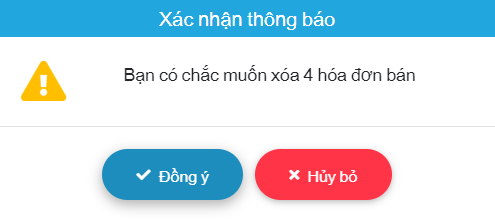 Xác nhận thông báo
Bạn có chắc muốn xóa 4 hóa đơn bán
Đồng ý
Hủy bỏ